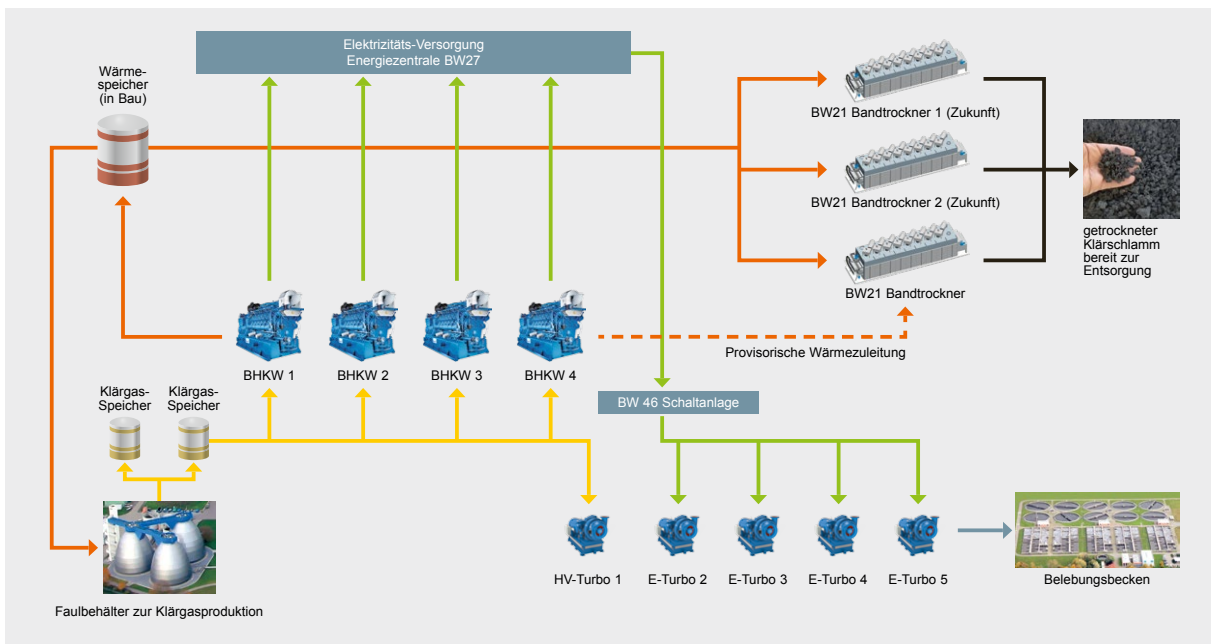 Elektrizitäts-Versorgung
Energiezentrale BW27
Wärme-
speicher
(in Bau)
BW21 Bandtrockner 1 (Zukunft)
BW21 Bandtrockner 2 (Zukunft)
getrockneter
Klärschlamm
bereit zur
Entsorgung
BW21 Bandtrockner
Provisorische Wärmezuleitung
BHKW 1
BHKW 2
BHKW 3
BHKW 4
Klärgas-
Speicher
Klärgas-
Speicher
BW 46 Schaltanlage
HV-Turbo 1
E-Turbo 2
E-Turbo 3
E-Turbo 4
E-Turbo 5
Belebungsbecken
Faulbehälter zur Klärgasproduktion